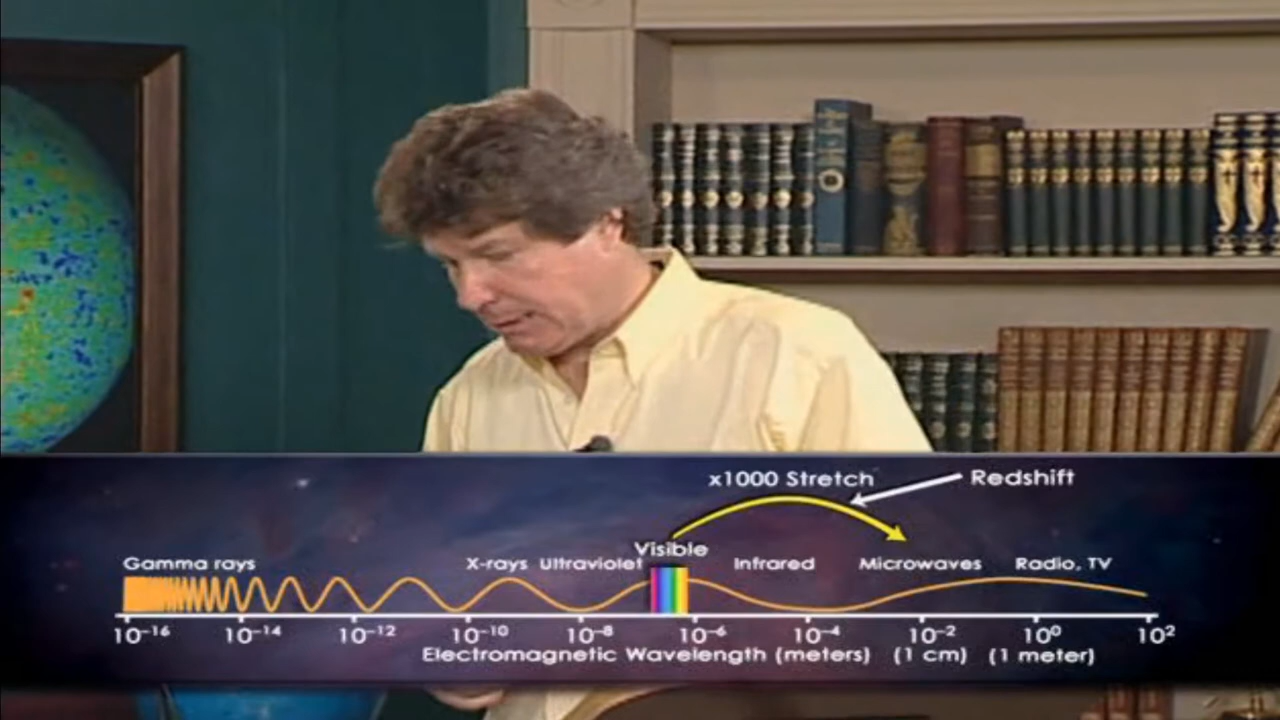 x1000 Stretch Redshift
Visible
Gamma rays X-rays Ultraviolet Infrared Microwaves Radio, TV
10⁻¹⁶ 10⁻¹⁴ 10⁻¹² 10⁻¹⁰ 10⁻⁸ 10⁻⁶ 10⁻⁴ 10⁻² 10⁰ 10²
Electromagnetic Wavelength (meters) (1 cm) (1 meter)